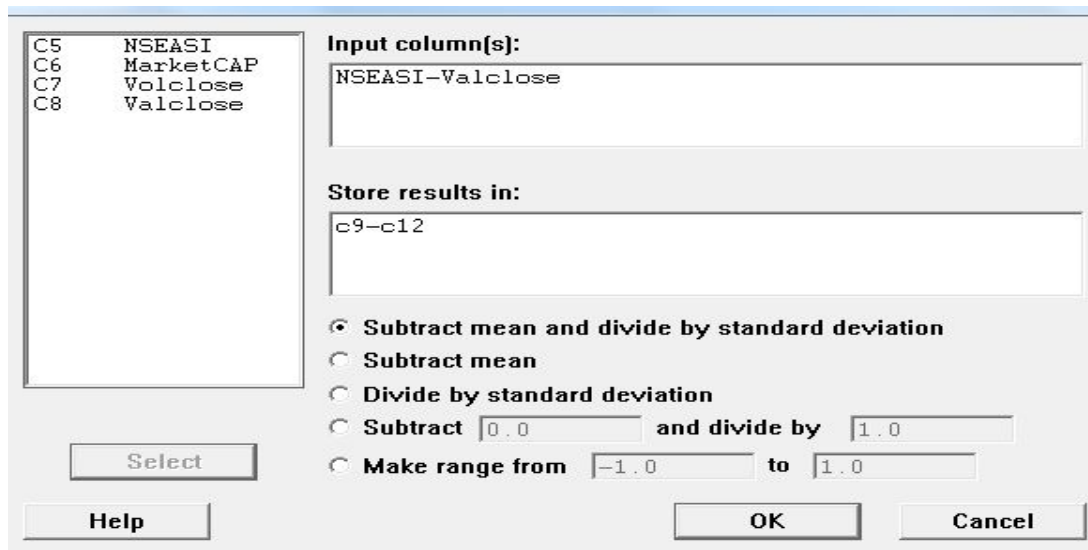 C5 NSEASI
C6 MarketCAP
C7 Volclose
C8 Valclose
Input column(s):
NSEASI-Valclose
Store results in:
c9-c12
Subtract mean and divide by standard deviation
Subtract mean
Divide by standard deviation
Subtract 0.0 and divide by 1.0
Make range from -1.0 to 1.0
Select
Help OK Cancel